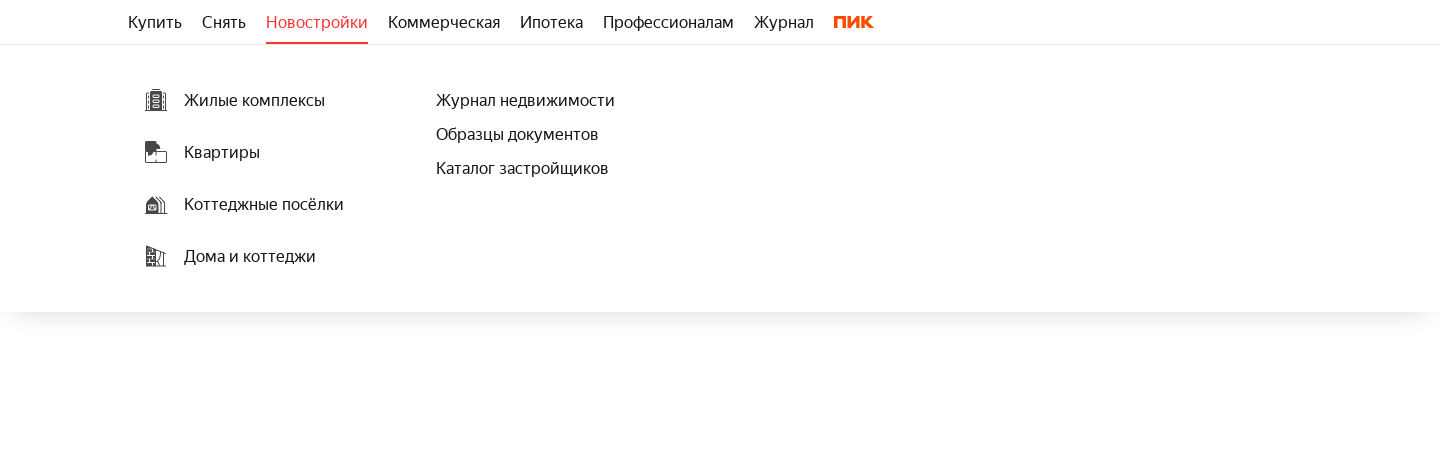 Купить Снять Новостройки Коммерческая Ипотека Профессионалам Журнал ПИК
Жилые комплексы
Квартиры
Коттеджные посёлки
Дома и коттеджи
Журнал недвижимости
Образцы документов
Каталог застройщиков